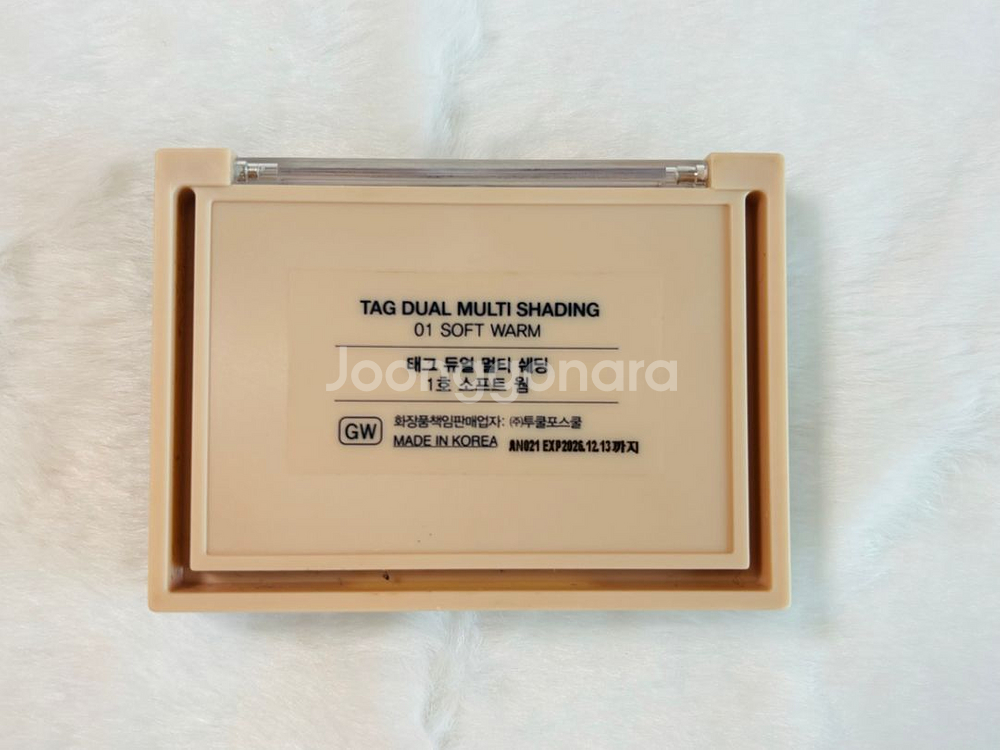 TAG DUAL MULTI SHADING
01 SOFT WARM
태그 듀얼 멀티 쉐딩
Joonggonara
1호 소프트 웜
GW
화장품책임판매업자: ㈜투쿨포스쿨
MADE IN KOREA
AN021 EXP2026.12.13까지